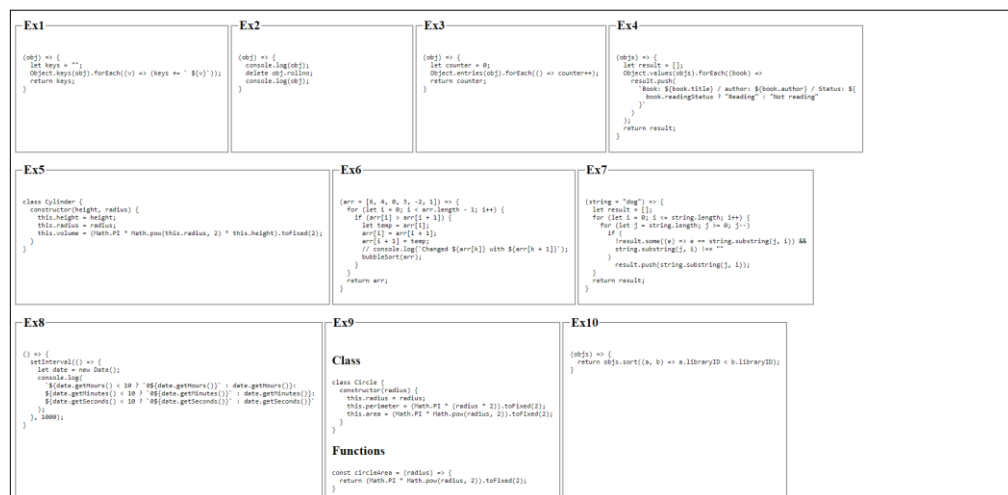 Ex1
(obj) => {
  let keys = "";
  Object.keys(obj).forEach((v) => (keys += ` ${v}`));
  return keys;
}
Ex2
(obj) => {
  console.log(obj);
  delete obj.rollno;
  console.log(obj);
}
Ex3
(obj) => {
  let counter = 0;
  Object.entries(obj).forEach(() => counter++);
  return counter;
}
Ex4
(objs) => {
  let result = [];
  Object.values(objs).forEach((book) =>
    result.push(
      `Book: ${book.title} / author: ${book.author} / Status: ${
        book.readingStatus ? "Reading" : "Not reading"
      }`
    )
  );
  return result;
}
Ex5
class Cylinder {
  constructor(height, radius) {
    this.height = height;
    this.radius = radius;
    this.volume = (Math.PI * Math.pow(this.radius, 2) * this.height).toFixed(2);
  }
}
Ex6
(arr = [6, 4, 0, 3, -2, 1]) => {
  for (let i = 0; i < arr.length - 1; i++) {
    if (arr[i] > arr[i + 1]) {
      let temp = arr[i];
      arr[i] = arr[i + 1];
      arr[i + 1] = temp;
      // console.log(`Changed ${arr[k]} with ${arr[k + 1]}`);
      bubbleSort(arr);
    }
  }
  return arr;
}
Ex7
(string = "dog") => {
  let result = [];
  for (let i = 0; i <= string.length; i++) {
    for (let j = string.length; j >= 0; j--)
      if (
        !result.some((e) => e == string.substring(j, i)) &&
        string.substring(j, i) !== ""
      )
        result.push(string.substring(j, i));
  }
  return result;
}
Ex8
() => {
  setInterval(() => {
    let date = new Date();
    console.log(
      `${date.getHours() < 10 ? `0${date.getHours()}` : date.getHours()}:
      ${date.getMinutes() < 10 ? `0${date.getMinutes()}` : date.getMinutes()}:
      ${date.getSeconds() < 10 ? `0${date.getSeconds()}` : date.getSeconds()}`
    );
  }, 1000);
}
Ex9
Class
class Circle {
  constructor(radius) {
    this.radius = radius;
    this.perimeter = (Math.PI * (radius * 2)).toFixed(2);
    this.area = (Math.PI * Math.pow(radius, 2)).toFixed(2);
  }
}
Functions
const circleArea = (radius) => {
  return (Math.PI * Math.pow(radius, 2)).toFixed(2);
}
Ex10
(objs) => {
  return objs.sort((a, b) => a.libraryID < b.libraryID);
}